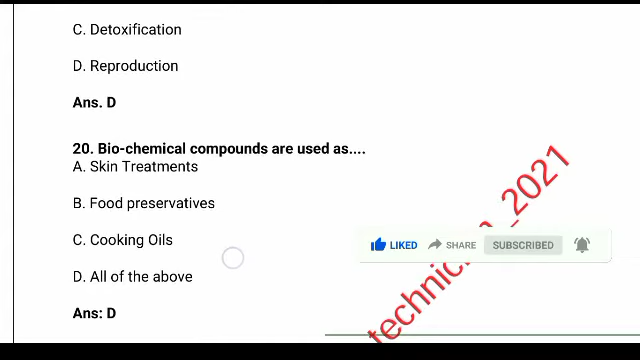 C. Detoxification
D. Reproduction
Ans. D
20. Bio-chemical compounds are used as....
A. Skin Treatments
B. Food preservatives
C. Cooking Oils
LIKED SHARE SUBSCRIBED
D. All of the above
Ans: D
2021